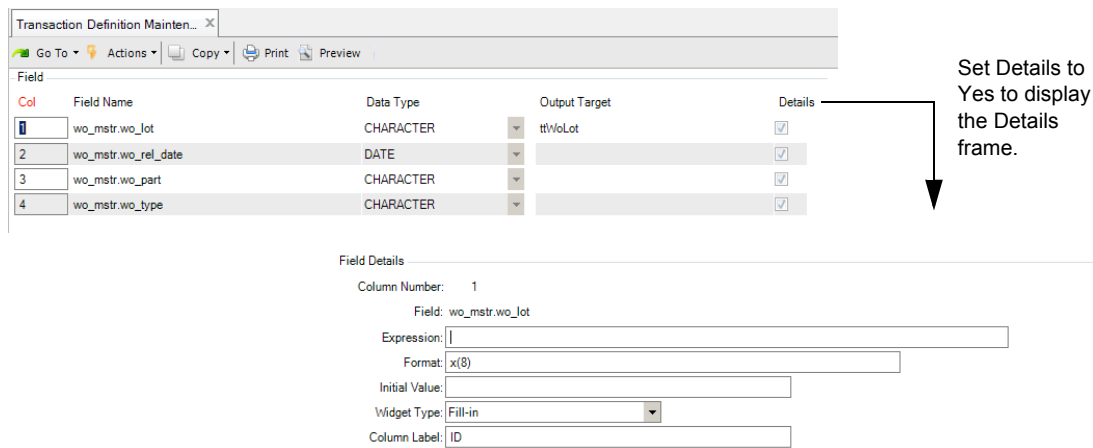 Transaction Definition Mainten...
Go To Actions Copy Print Preview
Field
Col Field Name Data Type Output Target Details
1 wo_mstr.wo_lot CHARACTER ttWoLot
2 wo_mstr.wo_rel_date DATE
3 wo_mstr.wo_part CHARACTER
4 wo_mstr.wo_type CHARACTER
Set Details to
Yes to display
the Details
frame.
Field Details
Column Number: 1
Field: wo_mstr.wo_lot
Expression:
Format: x(8)
Initial Value:
Widget Type: Fill-in
Column Label: ID